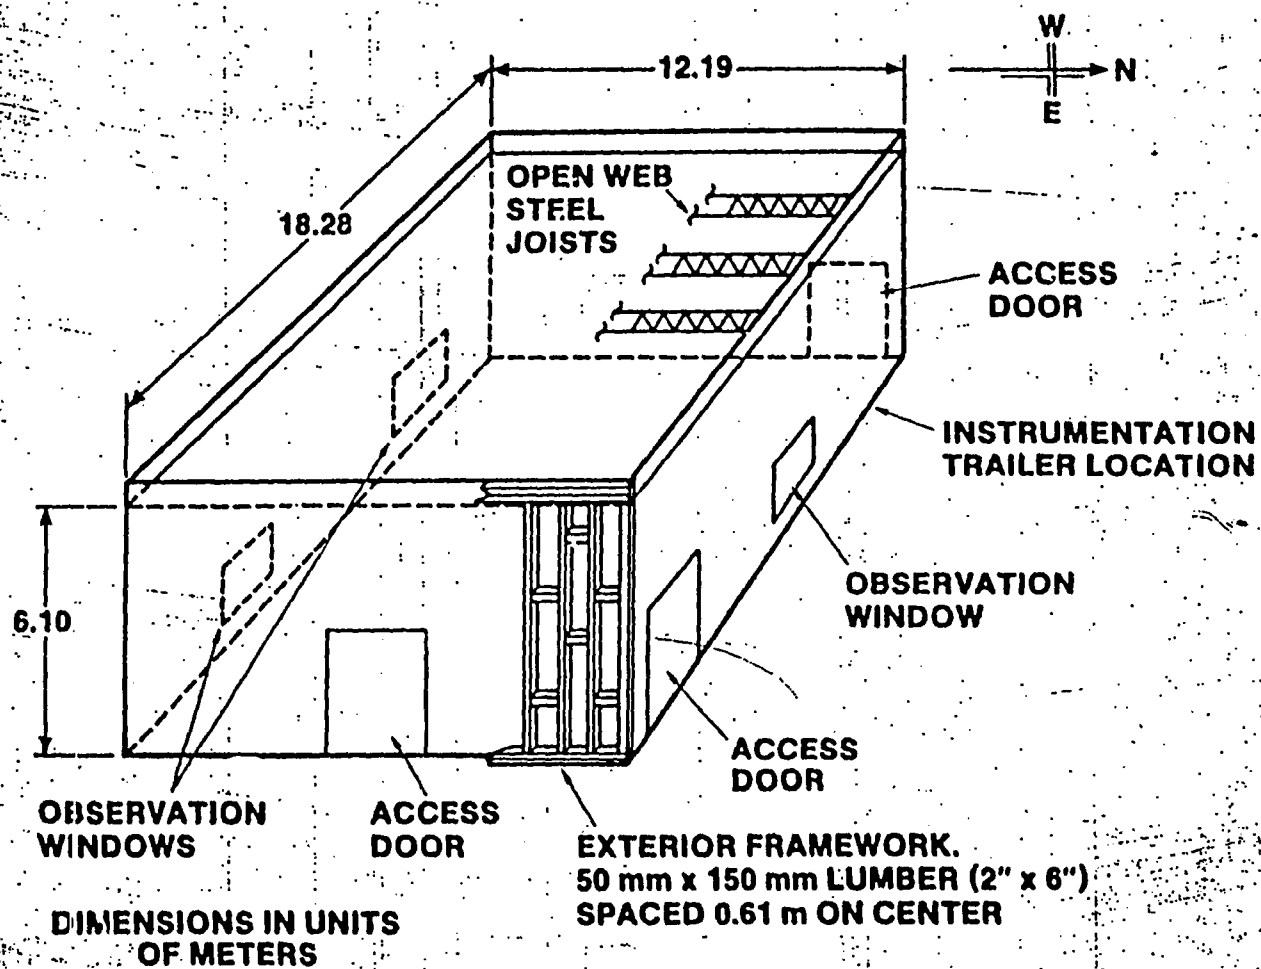 W
12.19
N
E
OPEN WEB
STEEL
JOISTS
18.28
ACCESS
DOOR
INSTRUMENTATION
TRAILER LOCATION
OBSERVATION
WINDOW
6.10
ACCESS
DOOR
OBSERVATION
WINDOWS
ACCESS
DOOR
EXTERIOR FRAMEWORK.
50 mm x 150 mm LUMBER (2" x 6")
SPACED 0.61 m ON CENTER
DIMENSIONS IN UNITS
OF METERS